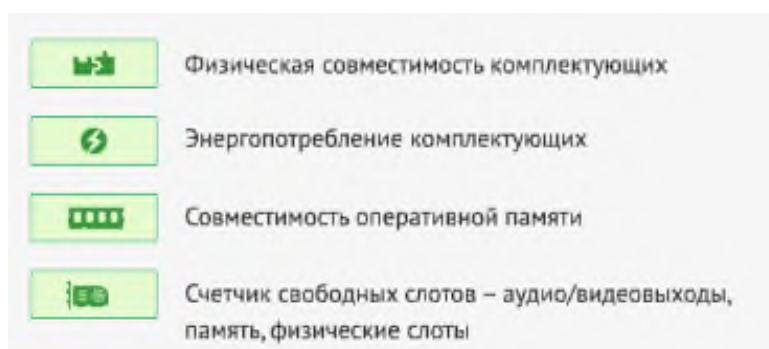 Физическая совместимость комплектующих
Энергопотребление комплектующих
Совместимость оперативной памяти
Счетчик свободных слотов – аудио/видеовыходы,
память, физические слоты